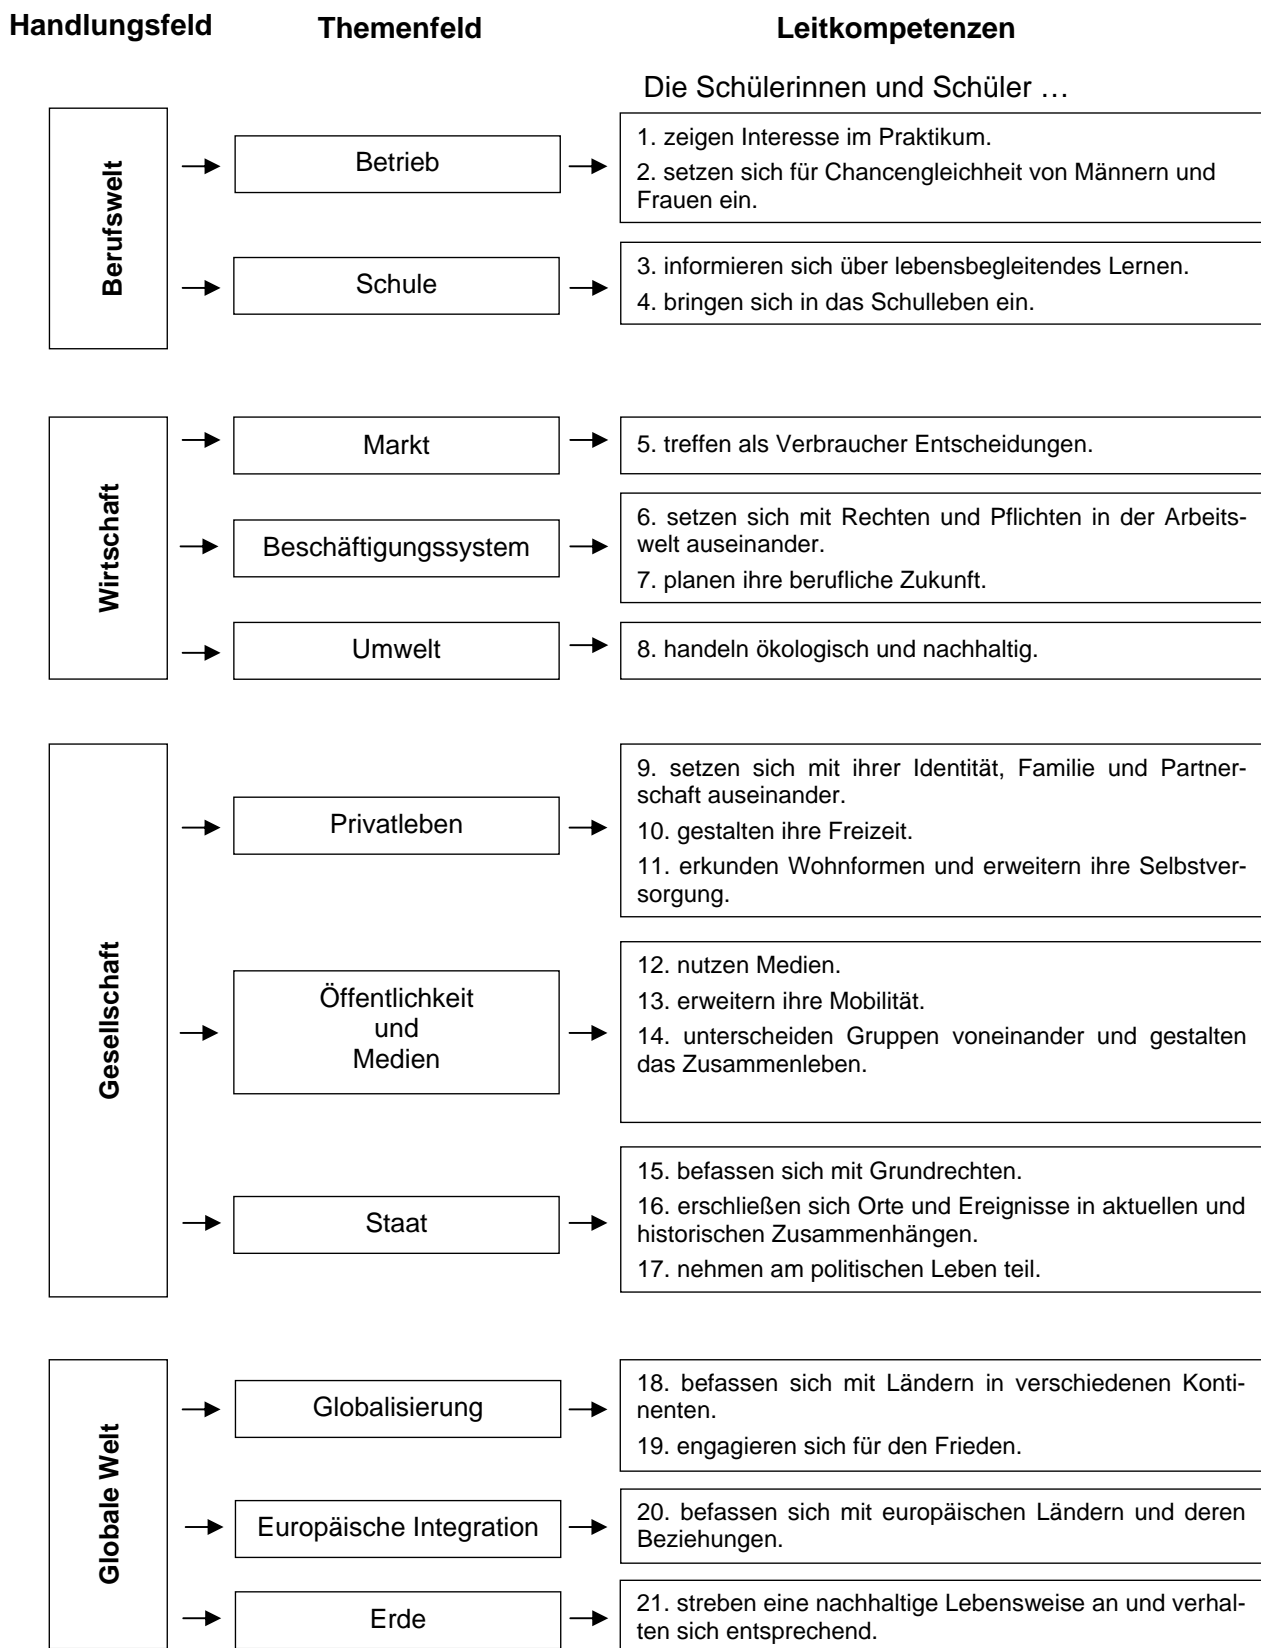 Handlungsfeld Themenfeld Leitkompetenzen
Die Schülerinnen und Schüler …
Berufswelt
Betrieb
1. zeigen Interesse im Praktikum.
2. setzen sich für Chancengleichheit von Männern und
Frauen ein.
Schule
3. informieren sich über lebensbegleitendes Lernen.
4. bringen sich in das Schulleben ein.
Wirtschaft
Markt
5. treffen als Verbraucher Entscheidungen.
Beschäftigungssystem
6. setzen sich mit Rechten und Pflichten in der Arbeits-
welt auseinander.
7. planen ihre berufliche Zukunft.
Umwelt
8. handeln ökologisch und nachhaltig.
Gesellschaft
Privatleben
9. setzen sich mit ihrer Identität, Familie und Partner-
schaft auseinander.
10. gestalten ihre Freizeit.
11. erkunden Wohnformen und erweitern ihre Selbstver-
sorgung.
Öffentlichkeit
und
Medien
12. nutzen Medien.
13. erweitern ihre Mobilität.
14. unterscheiden Gruppen voneinander und gestalten
das Zusammenleben.
Staat
15. befassen sich mit Grundrechten.
16. erschließen sich Orte und Ereignisse in aktuellen und
historischen Zusammenhängen.
17. nehmen am politischen Leben teil.
Globale Welt
Globalisierung
18. befassen sich mit Ländern in verschiedenen Konti-
nenten.
19. engagieren sich für den Frieden.
Europäische Integration
20. befassen sich mit europäischen Ländern und deren
Beziehungen.
Erde
21. streben eine nachhaltige Lebensweise an und verhal-
ten sich entsprechend.